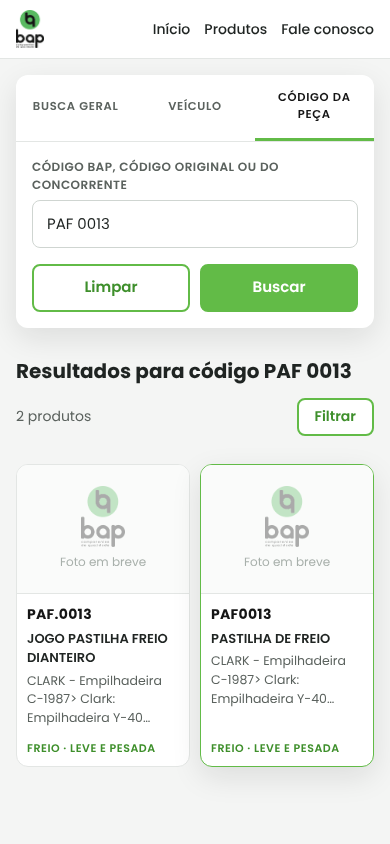 bap
Início Produtos Fale conosco
BUSCA GERAL VEÍCULO CÓDIGO DA
PEÇA
CÓDIGO BAP, CÓDIGO ORIGINAL OU DO
CONCORRENTE
PAF 0013
Limpar Buscar
Resultados para código PAF 0013
2 produtos Filtrar
bap
Foto em breve
PAF.0013
JOGO PASTILHA FREIO
DIANTEIRO
CLARK - Empilhadeira
C-1987> Clark:
Empilhadeira Y-40...
FREIO · LEVE E PESADA
bap
Foto em breve
PAF0013
PASTILHA DE FREIO
CLARK - Empilhadeira
C-1987> Clark:
Empilhadeira Y-40...
FREIO · LEVE E PESADA